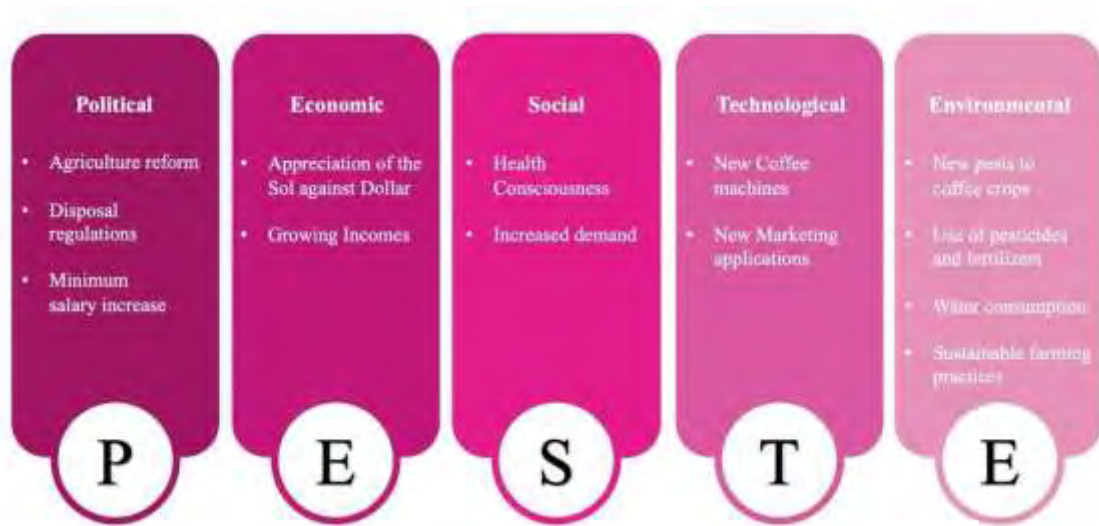 Political
• Agriculture reform
• Disposal
regulations
• Minimum
salary increase
P
Economic
• Appreciation of the
Sol against Dollar
• Growing Incomes
E
Social
• Health
Consciousness
• Increased demand
S
Technological
• New Coffee
machines
• New Marketing
applications
T
Environmental
• New pests to
coffee crops
• Use of pesticides
and fertilizers
• Water consumption
• Sustainable farming
practices
E